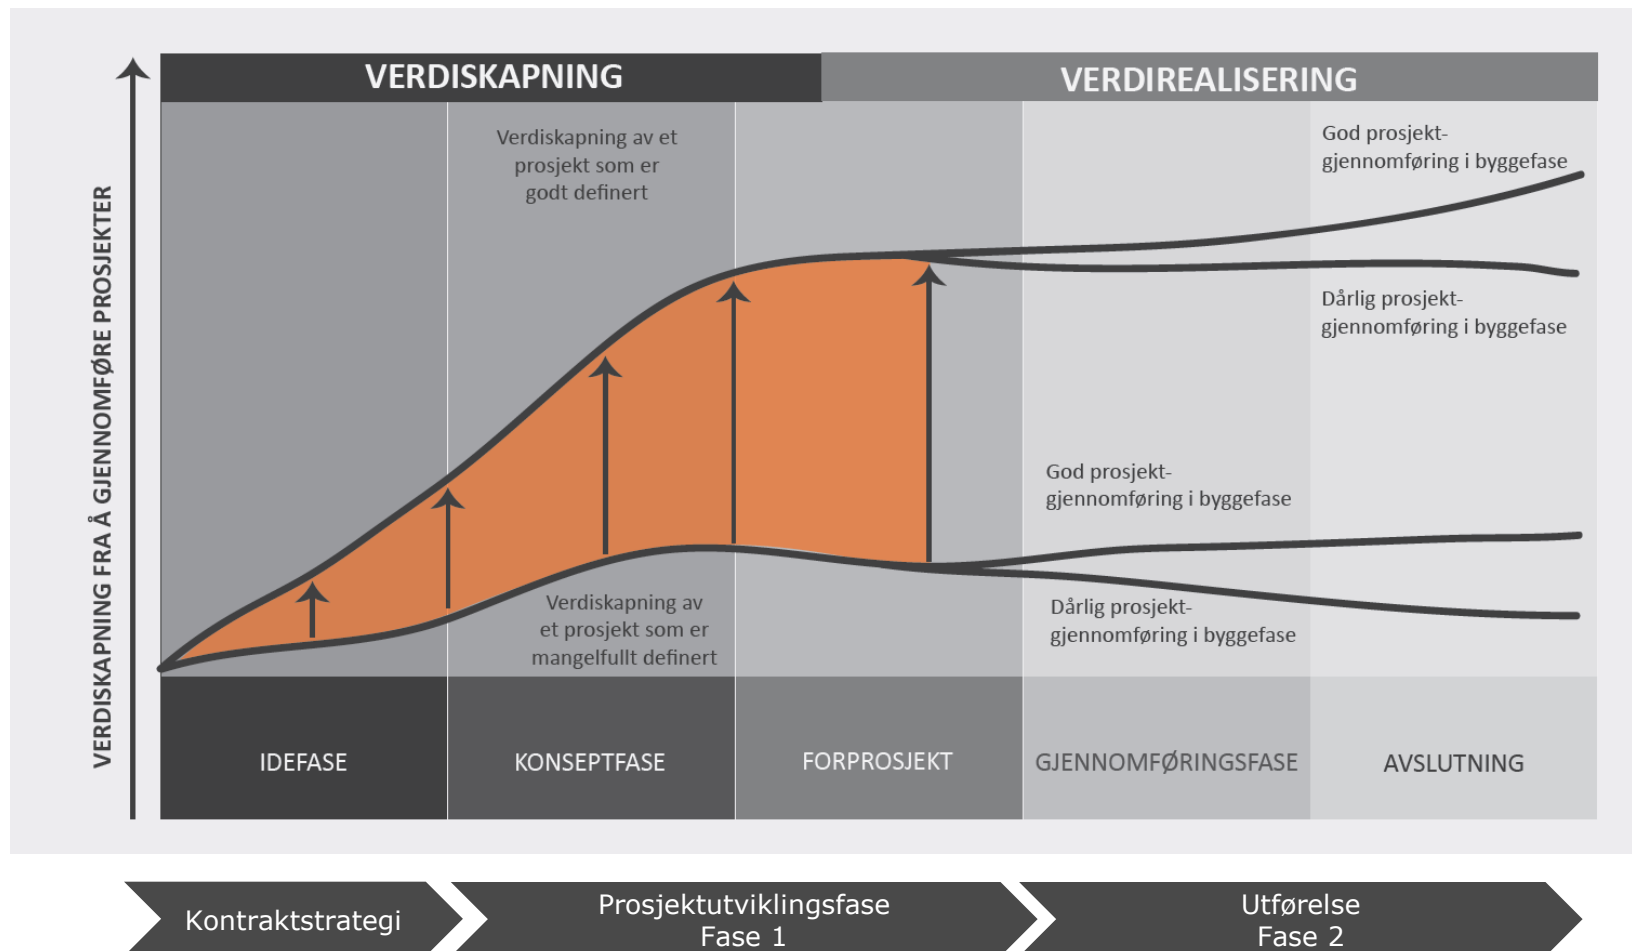 VERDISKAPNING
VERDIREALISERING
VERDISKAPNING FRA Å GJENNOMFØRE PROSJEKTER
Verdiskapning av et
prosjekt som er
godt definert
God prosjekt-
gjennomføring i byggefase
Dårlig prosjekt-
gjennomføring i byggefase
God prosjekt-
gjennomføring i byggefase
Verdiskapning av
et prosjekt som er
mangelfullt definert
Dårlig prosjekt-
gjennomføring i byggefase
IDEFASE
KONSEPTFASE
FORPROSJEKT
GJENNOMFØRINGSFASE
AVSLUTNING
Kontraktstrategi
Prosjektutviklingsfase
Fase 1
Utførelse
Fase 2